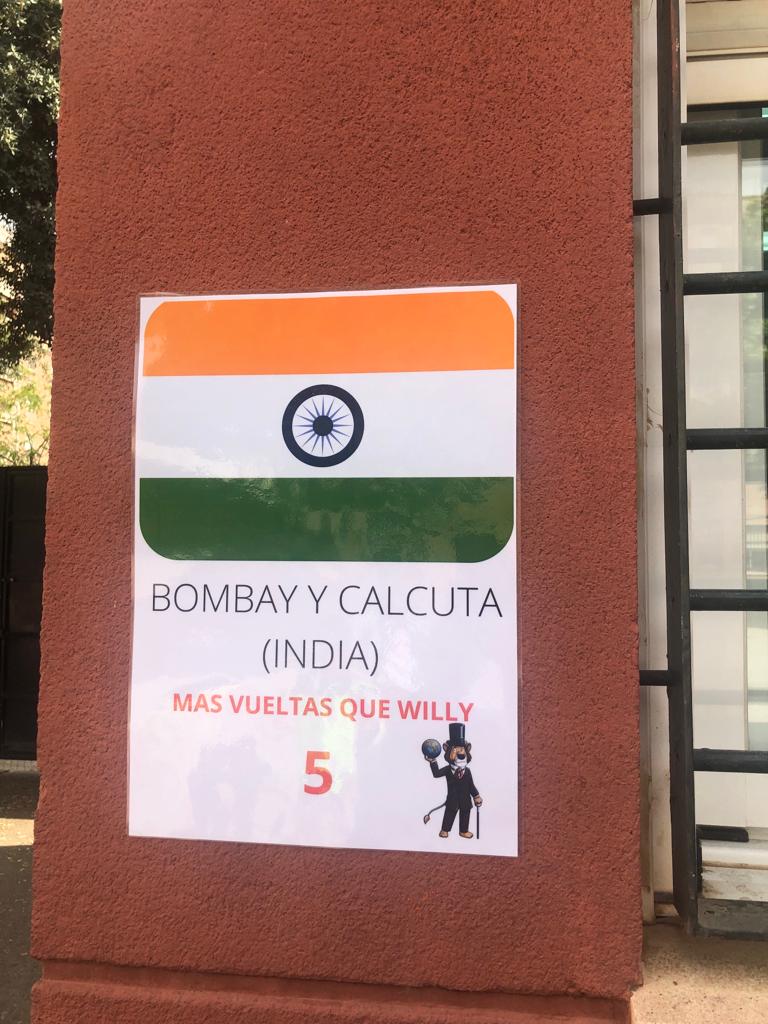 BOMBAY Y CALCUTA
(INDIA)
MAS VUELTAS QUE WILLY
5